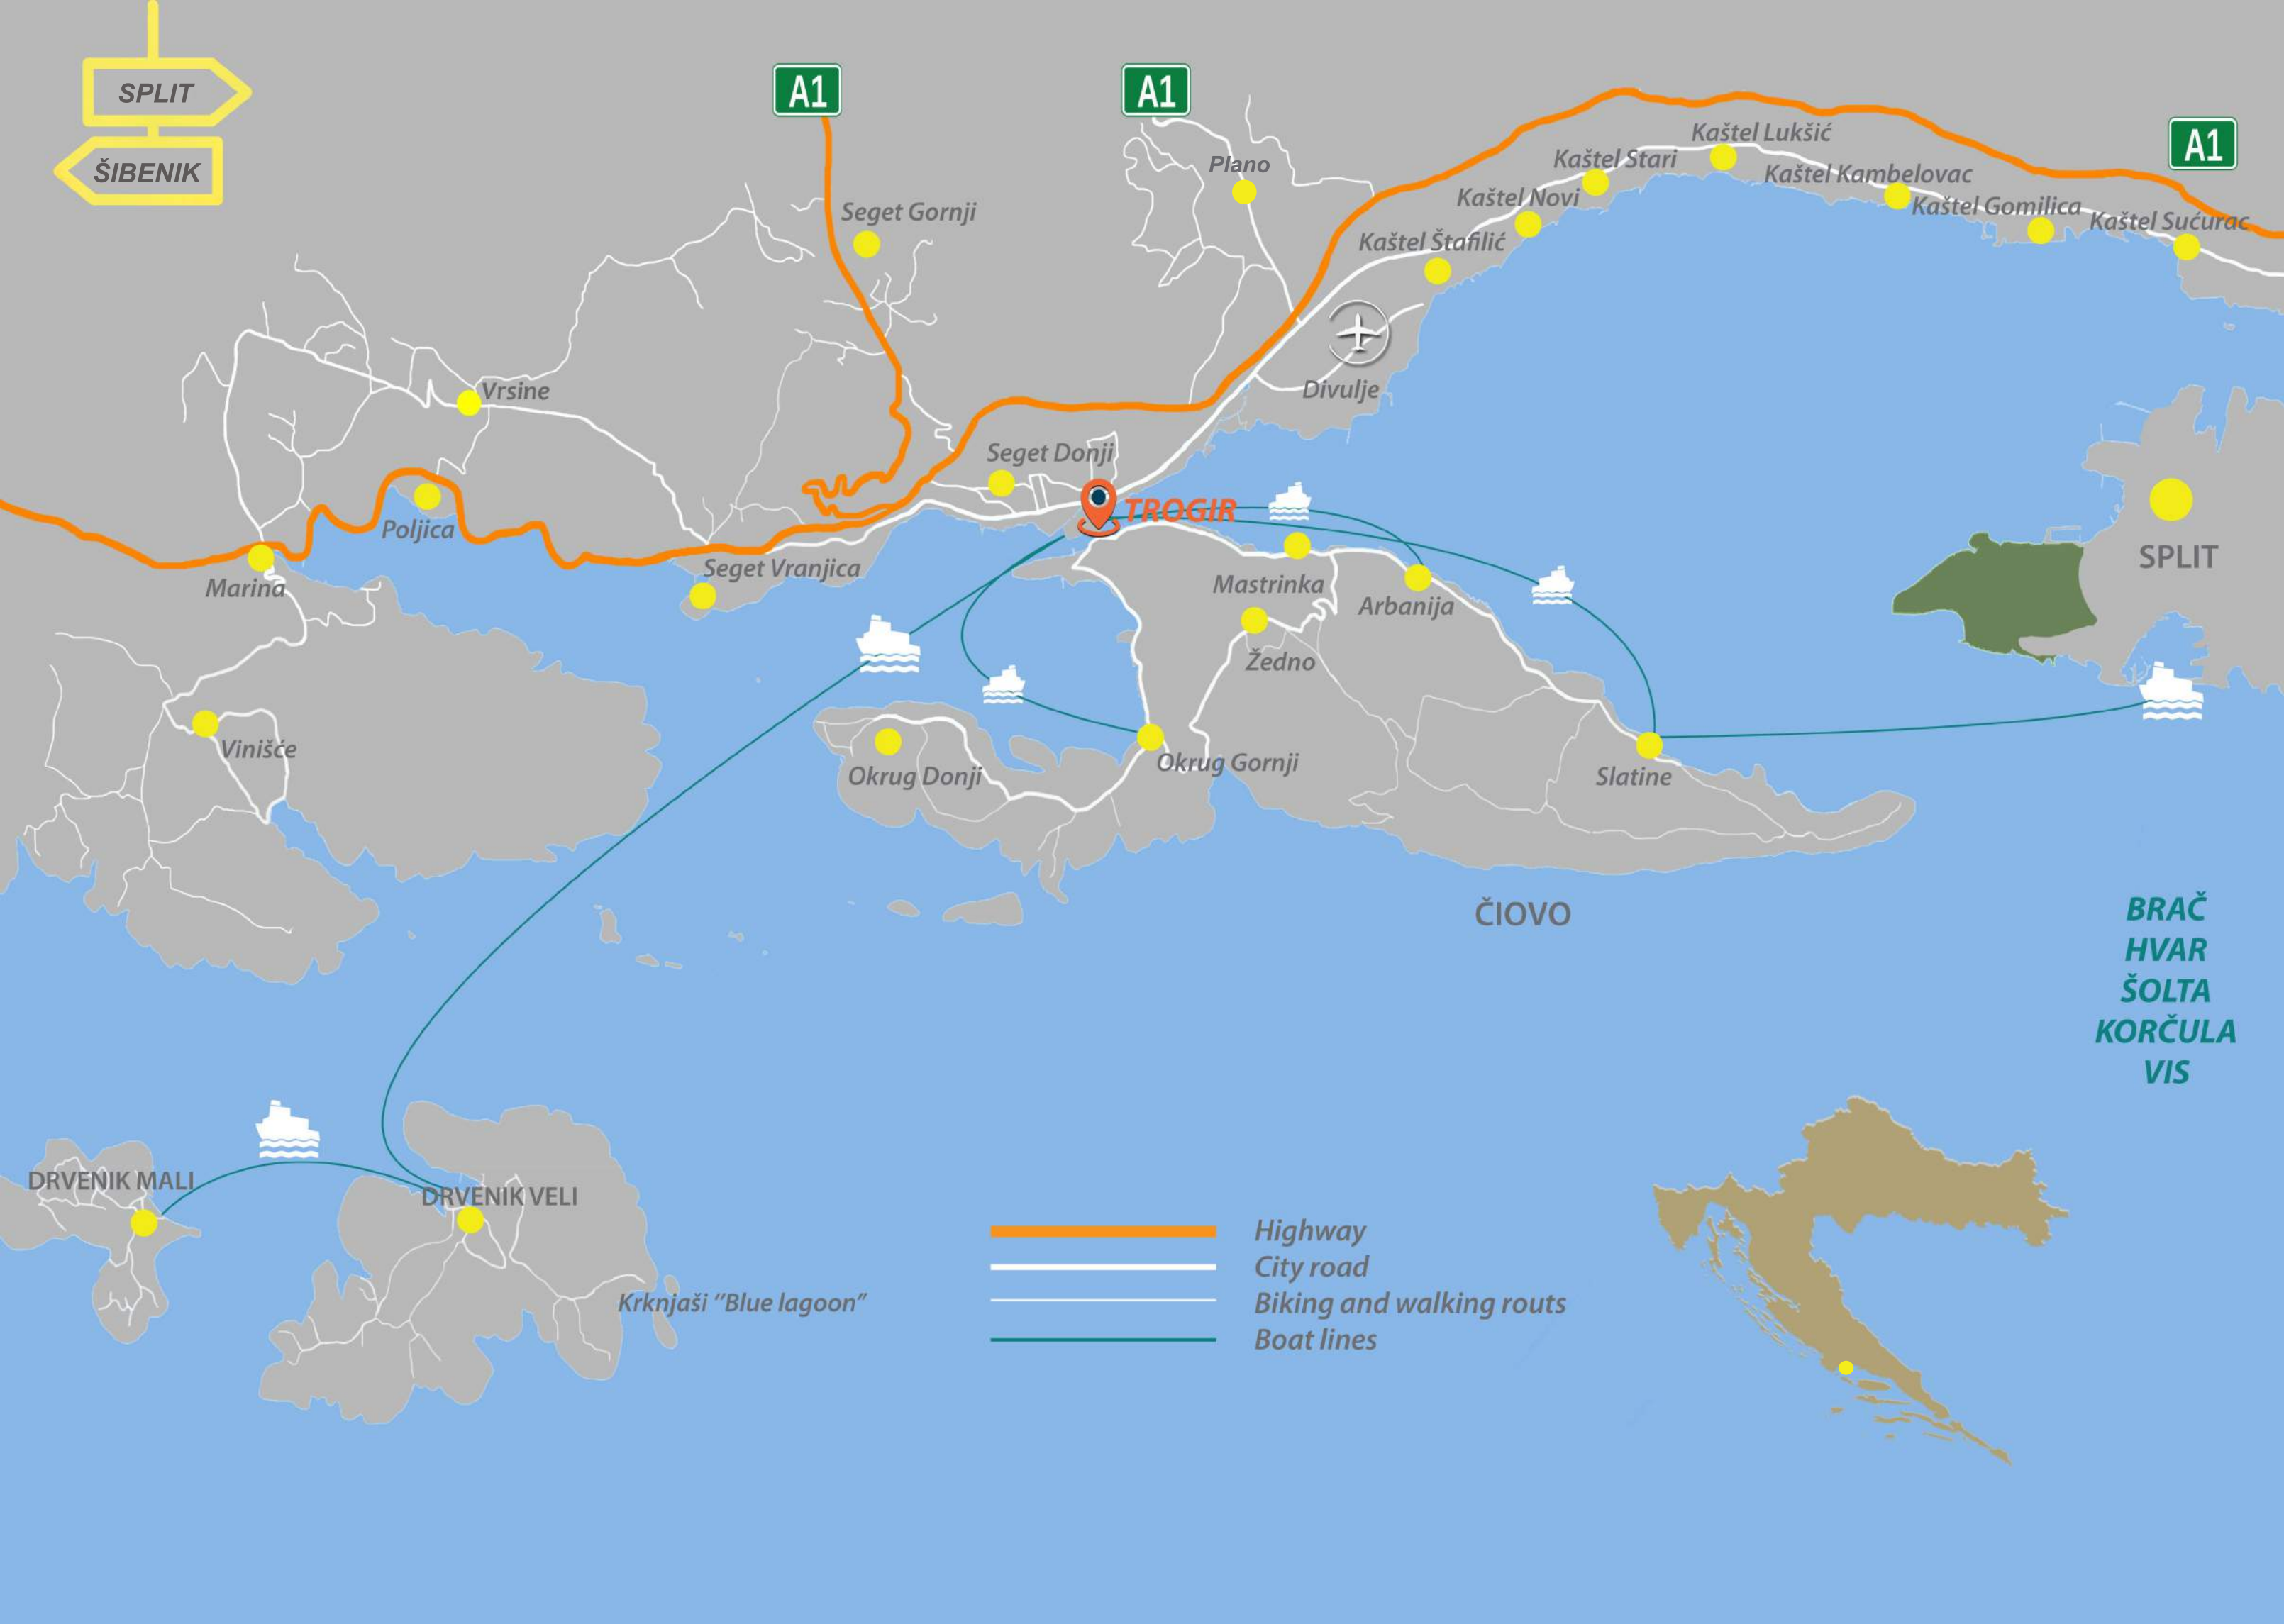 SPLIT
ŠIBENIK
A1
A1
A1
Plano
Kaštel Lukšić
Kaštel Stari
Kaštel Kambelovac
Kaštel Novi
Kaštel Gomilica
Kaštel Sućurac
Kaštel Štafilić
Seget Gornji
Vrsine
Divulje
Seget Donji
TROGIR
Poljica
SPLIT
Marina
Seget Vranjica
Mastrinka
Arbanija
Žedno
Vinišće
Okrug Donji
Okrug Gornji
Slatine
ČIOVO
BRAČ
HVAR
ŠOLTA
KORČULA
VIS
DRVENIK MALI
DRVENIK VELI
Krknjaši ‘‘Blue lagoon’’
Highway
City road
Biking and walking routs
Boat lines